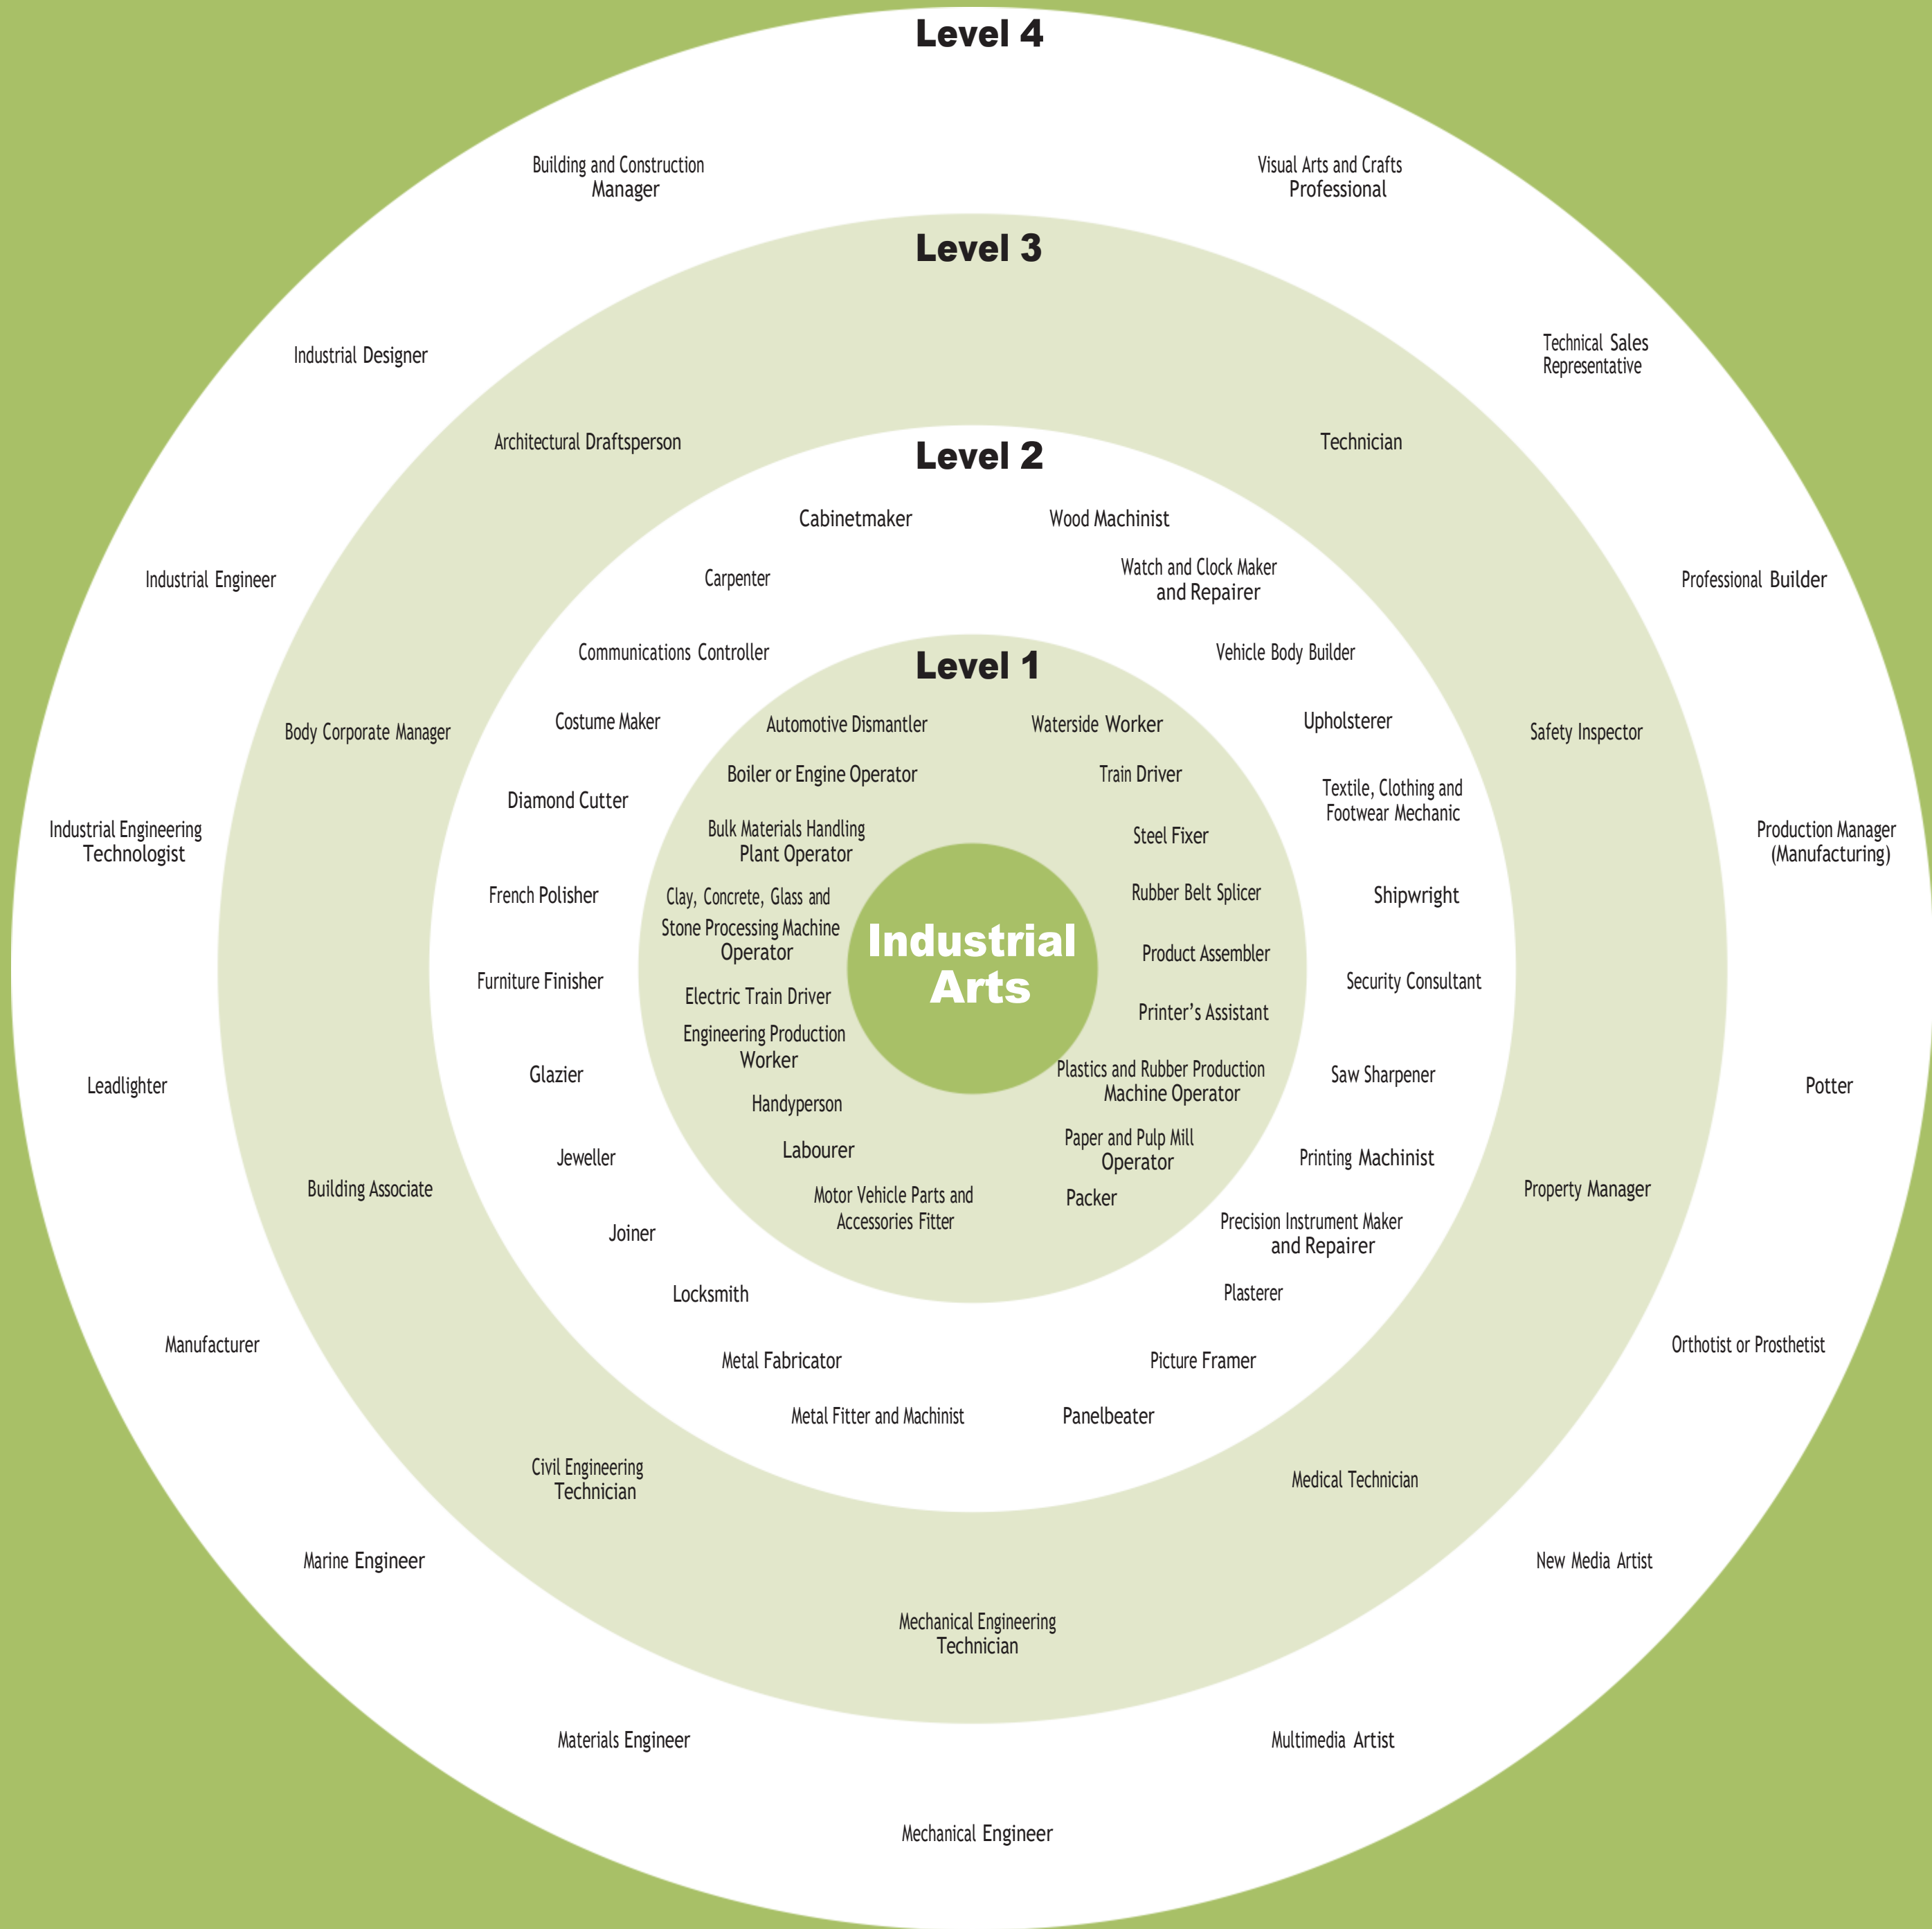 Level 4
Building and Construction
Manager
Visual Arts and Crafts
Professional
Industrial Designer
Technical Sales
Representative
Industrial Engineer
Professional Builder
Industrial Engineering
Technologist
Production Manager
(Manufacturing)
Leadlighter
Potter
Manufacturer
Orthotist or Prosthetist
Marine Engineer
New Media Artist
Materials Engineer
Multimedia Artist
Mechanical Engineer
Level 3
Architectural Draftsperson
Technician
Body Corporate Manager
Safety Inspector
Building Associate
Property Manager
Civil Engineering
Technician
Medical Technician
Mechanical Engineering
Technician
Level 2
Cabinetmaker
Wood Machinist
Carpenter
Watch and Clock Maker
and Repairer
Communications Controller
Vehicle Body Builder
Costume Maker
Upholsterer
Diamond Cutter
Textile, Clothing and
Footwear Mechanic
French Polisher
Shipwright
Furniture Finisher
Security Consultant
Glazier
Saw Sharpener
Jeweller
Printing Machinist
Joiner
Precision Instrument Maker
and Repairer
Locksmith
Plasterer
Metal Fabricator
Picture Framer
Metal Fitter and Machinist
Panelbeater
Level 1
Automotive Dismantler
Waterside Worker
Boiler or Engine Operator
Train Driver
Bulk Materials Handling
Plant Operator
Steel Fixer
Clay, Concrete, Glass and
Stone Processing Machine
Operator
Rubber Belt Splicer
Product Assembler
Electric Train Driver
Printer’s Assistant
Engineering Production
Worker
Plastics and Rubber Production
Machine Operator
Handyperson
Labourer
Paper and Pulp Mill
Operator
Motor Vehicle Parts and
Accessories Fitter
Packer
Industrial
Arts